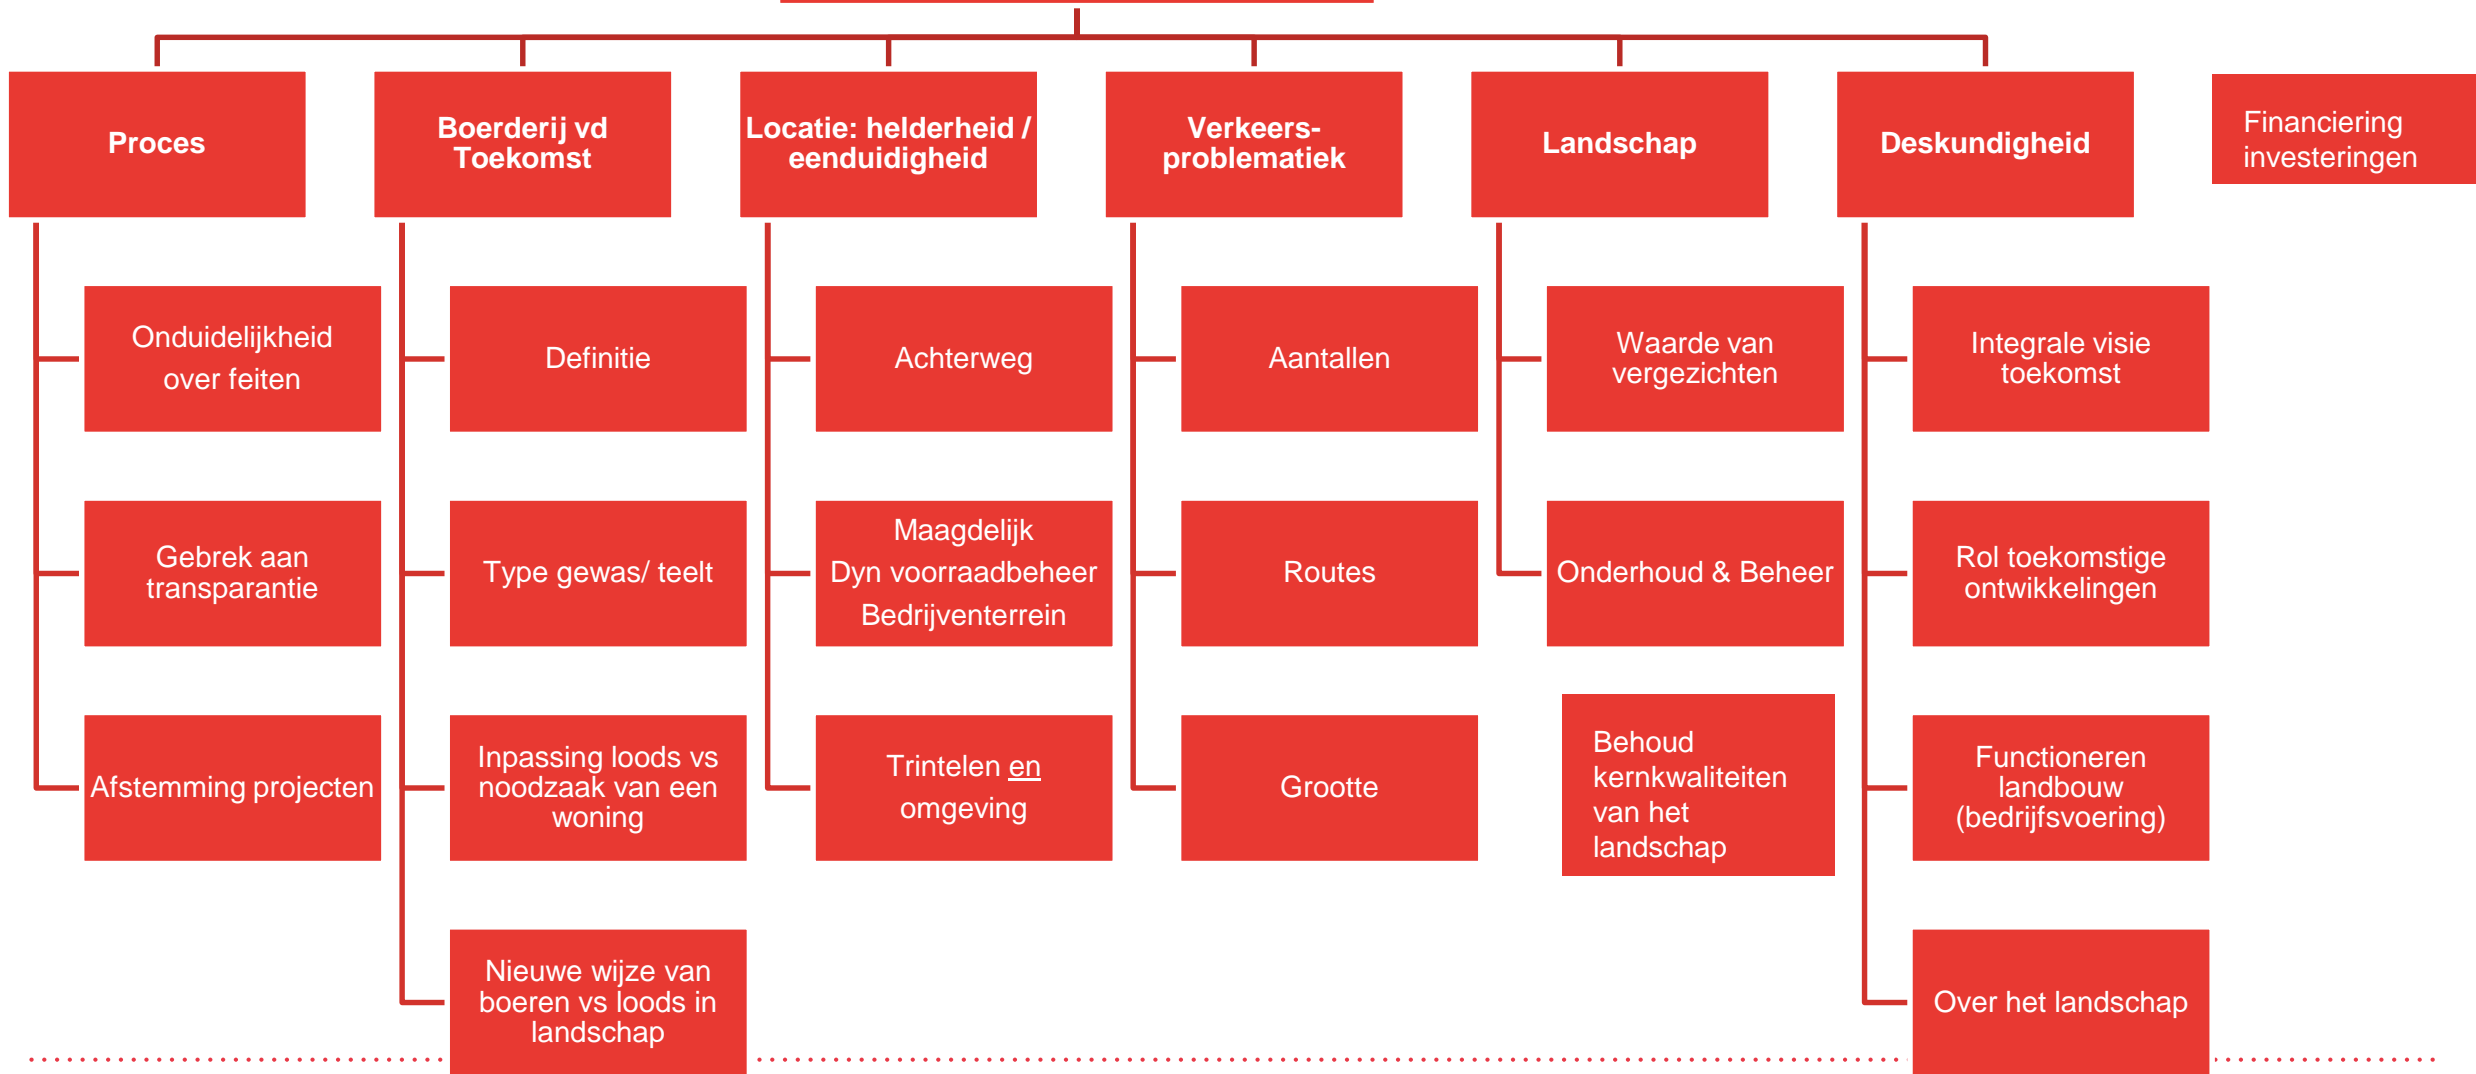 Proces
Boerderij vd
Toekomst
Locatie: helderheid /
eenduidigheid
Verkeers-
problematiek
Landschap
Deskundigheid
Financiering
investeringen
Onduidelijkheid
over feiten
Definitie
Achterweg
Aantallen
Waarde van
vergezichten
Integrale visie
toekomst
Gebrek aan
transparantie
Type gewas/ teelt
Maagdelijk
Dyn voorraadbeheer
Bedrijventerrein
Routes
Onderhoud & Beheer
Rol toekomstige
ontwikkelingen
Afstemming projecten
Inpassing loods vs
noodzaak van een
woning
Trintelen en
omgeving
Grootte
Behoud
kernkwaliteiten
van het
landschap
Functioneren
landbouw
(bedrijfsvoering)
Nieuwe wijze van
boeren vs loods in
landschap
Over het landschap